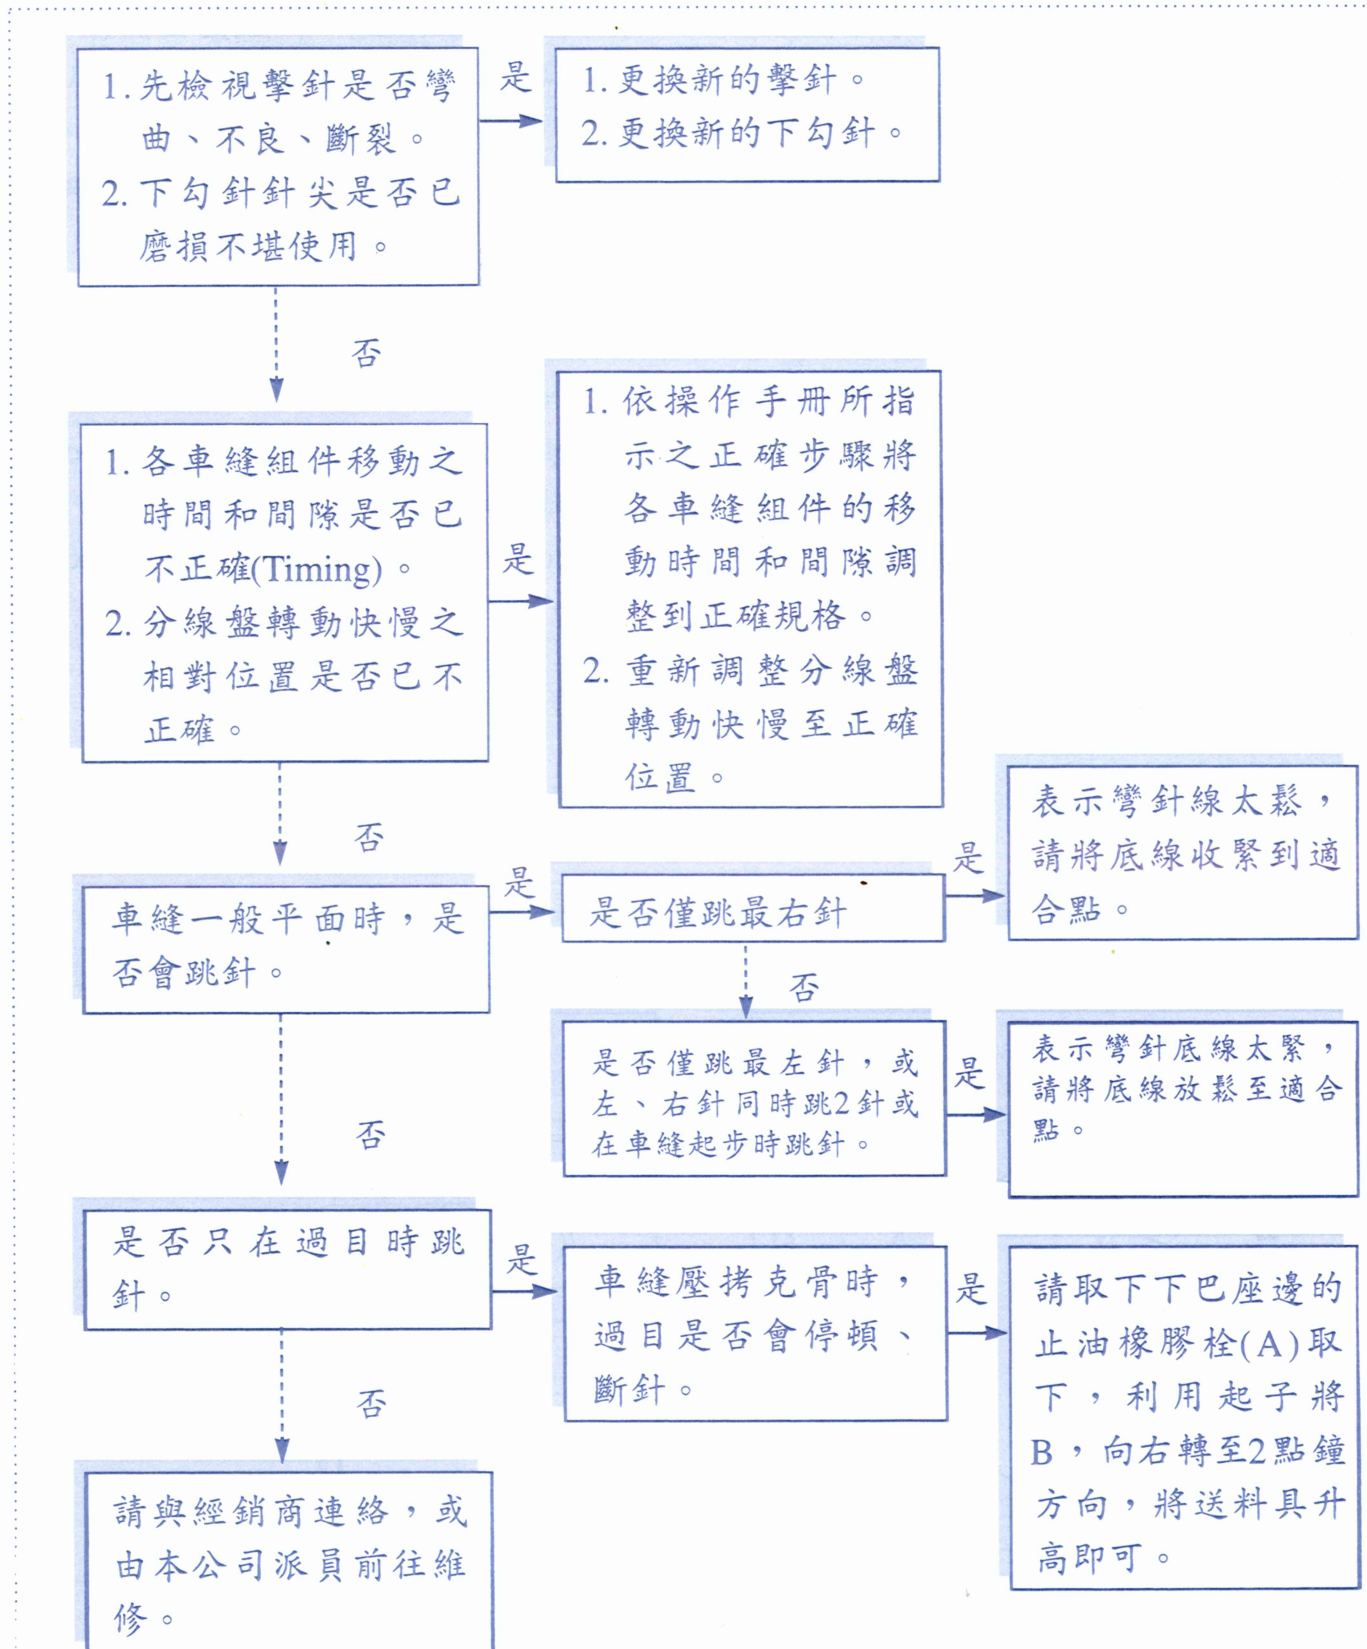 1. 先檢視擊針是否彎
曲、不良、斷裂。
2. 下勾針針尖是否已
磨損不堪使用。
是
1. 更換新的擊針。
2. 更換新的下勾針。
否
1. 各車縫組件移動之
時間和間隙是否已
不正確(Timing)。
2. 分線盤轉動快慢之
相對位置是否已不
正確。
是
1. 依操作手冊所指
示之正確步驟將
各車縫組件的移
動時間和間隙調
整到正確規格。
2. 重新調整分線盤
轉動快慢至正確
位置。
否
車縫一般平面時，是
否會跳針。
是
是否僅跳最右針
是
表示彎針線太鬆，
請將底線收緊到適
合點。
否
是否僅跳最左針，或
左、右針同時跳2針或
在車縫起步時跳針。
是
表示彎針底線太緊，
請將底線放鬆至適合
點。
否
是否只在過目時跳
針。
是
車縫壓拷克骨時，
過目是否會停頓、
斷針。
是
請取下下巴座邊的
止油橡膠栓(A)取
下，利用起子將
B，向右轉至2點鐘
方向，將送料具升
高即可。
否
請與經銷商連絡，或
由本公司派員前往維
修。